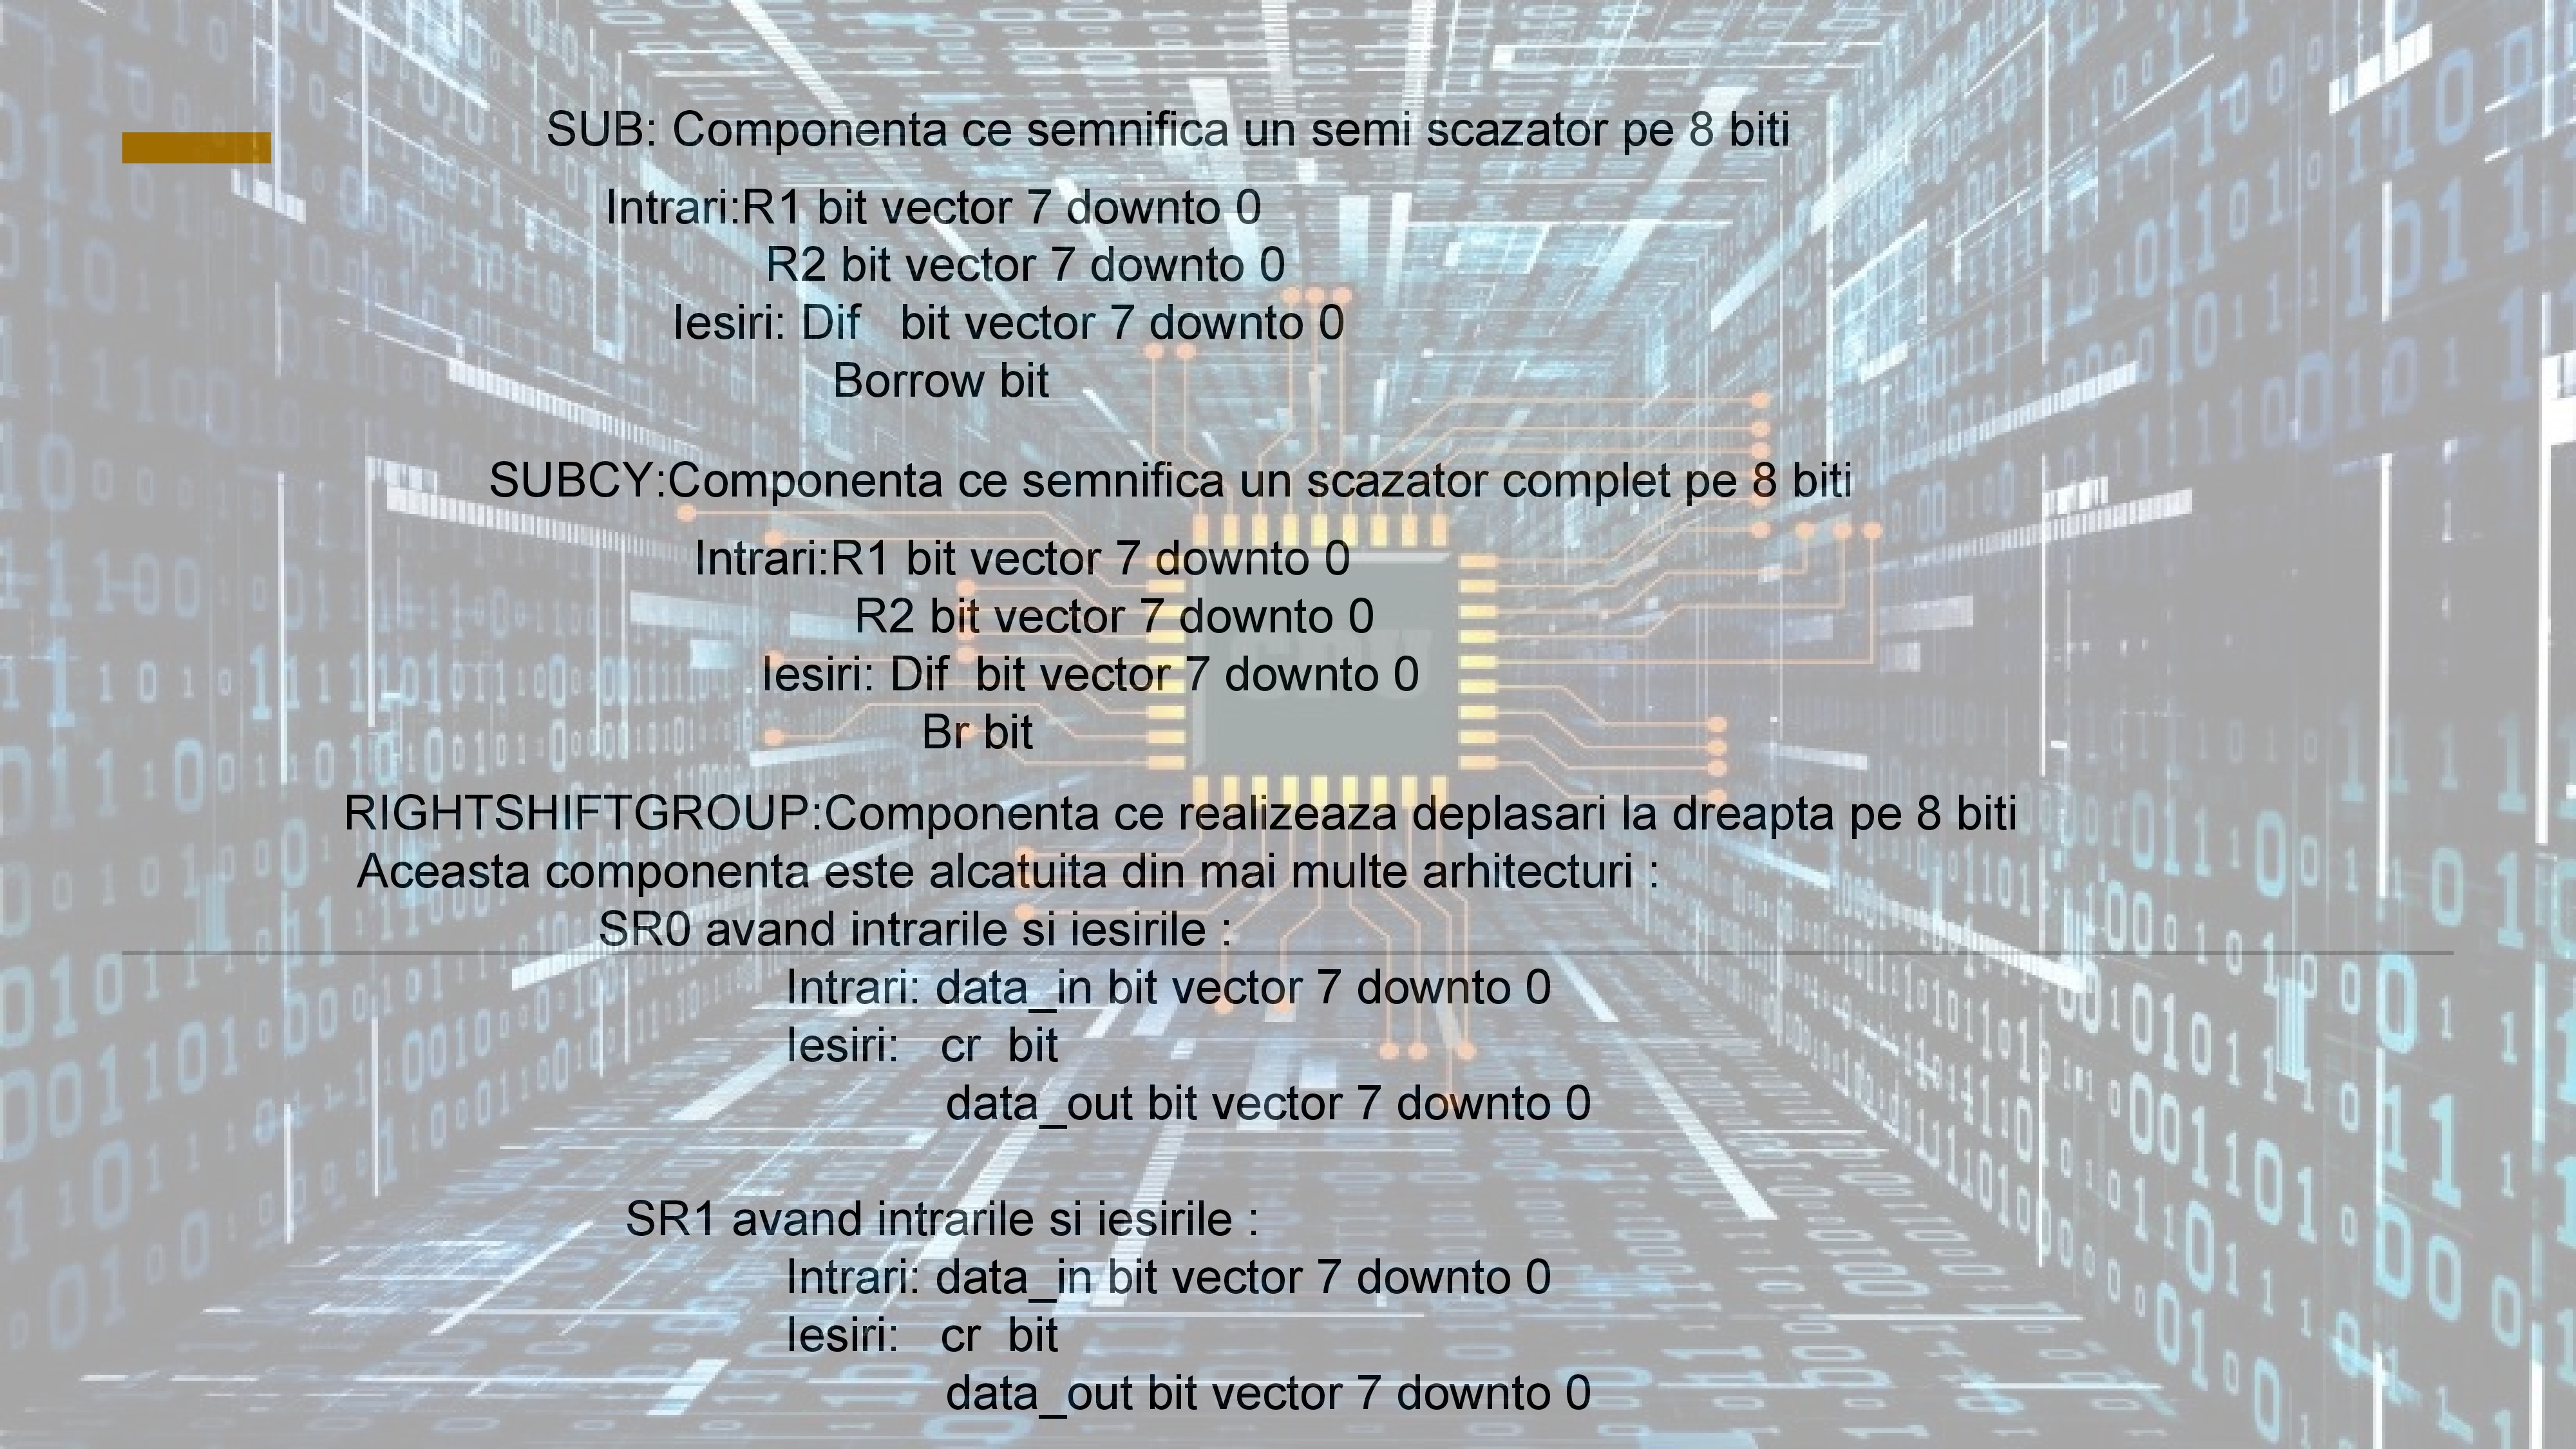 SUB: Componenta ce semnifica un semi scazator pe 8 biti
Intrari:R1 bit vector 7 downto 0
R2 bit vector 7 downto 0
Iesiri: Dif bit vector 7 downto 0
Borrow bit
SUBCY:Componenta ce semnifica un scazator complet pe 8 biti
Intrari:R1 bit vector 7 downto 0
R2 bit vector 7 downto 0
Iesiri: Dif bit vector 7 downto 0
Br bit
RIGHTSHIFTGROUP:Componenta ce realizeaza deplasari la dreapta pe 8 biti
Aceasta componenta este alcatuita din mai multe arhitecturi :
SR0 avand intrarile si iesirile :
Intrari: data_in bit vector 7 downto 0
Iesiri: cr bit
data_out bit vector 7 downto 0
SR1 avand intrarile si iesirile :
Intrari: data_in bit vector 7 downto 0
Iesiri: cr bit
data_out bit vector 7 downto 0